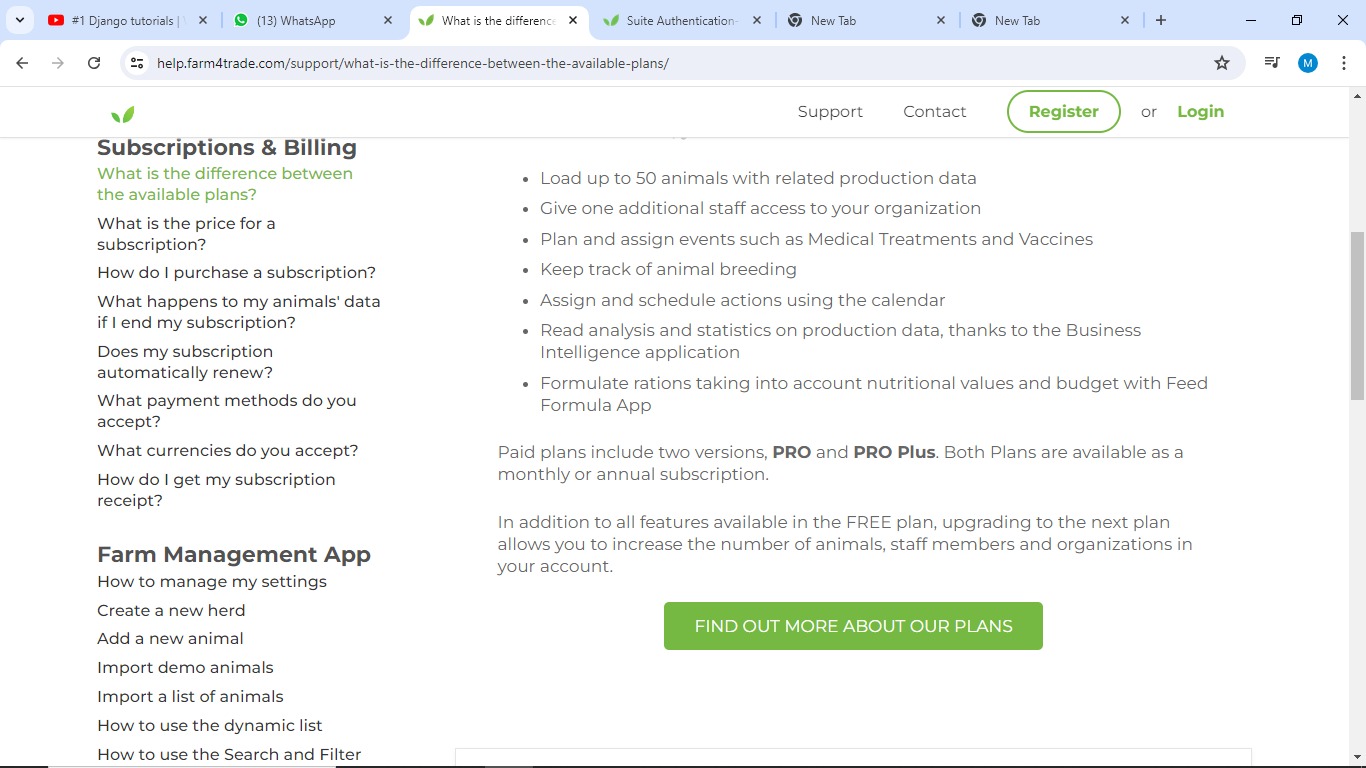 #1 Django tutorials |
(13) WhatsApp
What is the difference
Suite Authentication
New Tab
New Tab
help.farm4trade.com/support/what-is-the-difference-between-the-available-plans/
M
Support
Contact
Register
or
Login
Subscriptions & Billing
What is the difference between
the available plans?
What is the price for a
subscription?
How do I purchase a subscription?
What happens to my animals' data
if I end my subscription?
Does my subscription
automatically renew?
What payment methods do you
accept?
What currencies do you accept?
How do I get my subscription
receipt?
Farm Management App
How to manage my settings
Create a new herd
Add a new animal
Import demo animals
Import a list of animals
How to use the dynamic list
How to use the Search and Filter
• Load up to 50 animals with related production data
• Give one additional staff access to your organization
• Plan and assign events such as Medical Treatments and Vaccines
• Keep track of animal breeding
• Assign and schedule actions using the calendar
• Read analysis and statistics on production data, thanks to the Business
Intelligence application
• Formulate rations taking into account nutritional values and budget with Feed
Formula App
Paid plans include two versions, PRO and PRO Plus. Both Plans are available as a
monthly or annual subscription.
In addition to all features available in the FREE plan, upgrading to the next plan
allows you to increase the number of animals, staff members and organizations in
your account.
FIND OUT MORE ABOUT OUR PLANS